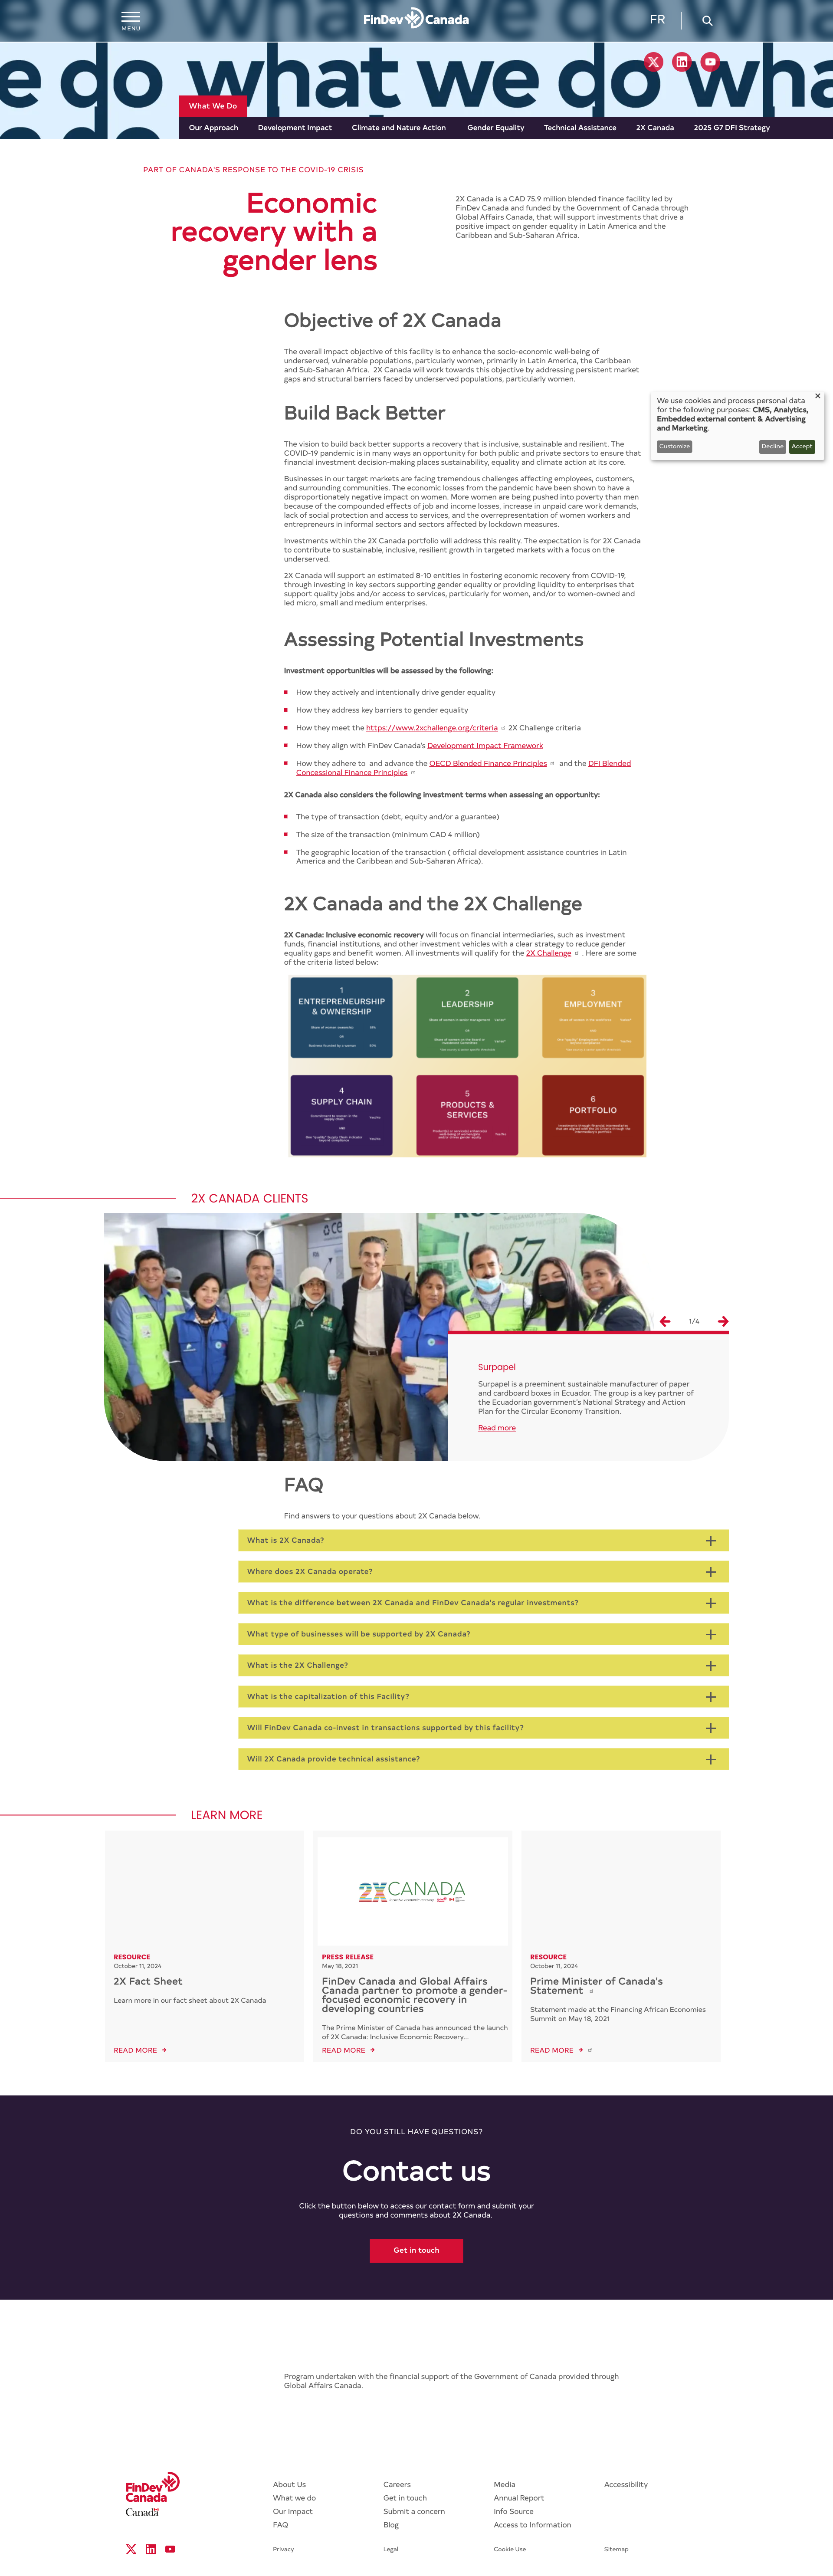 MENU
FinDev Canada
FR
e do what we do what we do wha
What We Do
Our Approach Development Impact Climate and Nature Action Gender Equality Technical Assistance 2X Canada 2025 G7 DFI Strategy
PART OF CANADA'S RESPONSE TO THE COVID-19 CRISIS
Economic
recovery with a
gender lens
2X Canada is a CAD 75.9 million blended finance facility led by
FinDev Canada and funded by the Government of Canada through
Global Affairs Canada, that will support investments that drive a
positive impact on gender equality in Latin America and the
Caribbean and Sub-Saharan Africa.
Objective of 2X Canada
The overall impact objective of this facility is to enhance the socio-economic well-being of
underserved, vulnerable populations, particularly women, primarily in Latin America, the Caribbean
and Sub-Saharan Africa. 2X Canada will work towards this objective by addressing persistent market
gaps and structural barriers faced by underserved populations, particularly women.
We use cookies and process personal data
for the following purposes: CMS, Analytics,
Embedded external content & Advertising
and Marketing.
Customize Decline Accept
Build Back Better
The vision to build back better supports a recovery that is inclusive, sustainable and resilient. The
COVID-19 pandemic is in many ways an opportunity for both public and private sectors to ensure that
financial investment decision-making places sustainability, equality and climate action at its core.
Businesses in our target markets are facing tremendous challenges affecting employees, customers,
and surrounding communities. The economic losses from the pandemic have been shown to have a
disproportionately negative impact on women. More women are being pushed into poverty than men
because of the compounded effects of job and income losses, increase in unpaid care work demands,
lack of social protection and access to services, and the overrepresentation of women workers and
entrepreneurs in informal sectors and sectors affected by lockdown measures.
Investments within the 2X Canada portfolio will address this reality. The expectation is for 2X Canada
to contribute to sustainable, inclusive, resilient growth in targeted markets with a focus on the
underserved.
2X Canada will support an estimated 8-10 entities in fostering economic recovery from COVID-19,
through investing in key sectors supporting gender equality or providing liquidity to enterprises that
support quality jobs and/or access to services, particularly for women, and/or to women-owned and
led micro, small and medium enterprises.
Assessing Potential Investments
Investment opportunities will be assessed by the following:
How they actively and intentionally drive gender equality
How they address key barriers to gender equality
How they meet the https://www.2xchallenge.org/criteria 2X Challenge criteria
How they align with FinDev Canada's Development Impact Framework
How they adhere to and advance the OECD Blended Finance Principles and the DFI Blended
Concessional Finance Principles
2X Canada also considers the following investment terms when assessing an opportunity:
The type of transaction (debt, equity and/or a guarantee)
The size of the transaction (minimum CAD 4 million)
The geographic location of the transaction ( official development assistance countries in Latin
America and the Caribbean and Sub-Saharan Africa).
2X Canada and the 2X Challenge
2X Canada: Inclusive economic recovery will focus on financial intermediaries, such as investment
funds, financial institutions, and other investment vehicles with a clear strategy to reduce gender
equality gaps and benefit women. All investments will qualify for the 2X Challenge . Here are some
of the criteria listed below:
1
ENTREPRENEURSHIP
& OWNERSHIP
2
LEADERSHIP
3
EMPLOYMENT
4
SUPPLY CHAIN
5
PRODUCTS &
SERVICES
6
PORTFOLIO
2X CANADA CLIENTS
1/4
Surpapel
Surpapel is a preeminent sustainable manufacturer of paper
and cardboard boxes in Ecuador. The group is a key partner of
the Ecuadorian government's National Strategy and Action
Plan for the Circular Economy Transition.
Read more
FAQ
Find answers to your questions about 2X Canada below.
What is 2X Canada?
Where does 2X Canada operate?
What is the difference between 2X Canada and FinDev Canada's regular investments?
What type of businesses will be supported by 2X Canada?
What is the 2X Challenge?
What is the capitalization of this Facility?
Will FinDev Canada co-invest in transactions supported by this facility?
Will 2X Canada provide technical assistance?
LEARN MORE
RESOURCE
October 11, 2024
2X Fact Sheet
Learn more in our fact sheet about 2X Canada
READ MORE
2XCANADA
PRESS RELEASE
May 18, 2021
FinDev Canada and Global Affairs
Canada partner to promote a gender-
focused economic recovery in
developing countries
The Prime Minister of Canada has announced the launch
of 2X Canada: Inclusive Economic Recovery...
READ MORE
RESOURCE
October 11, 2024
Prime Minister of Canada's
Statement
Statement made at the Financing African Economies
Summit on May 18, 2021
READ MORE
DO YOU STILL HAVE QUESTIONS?
Contact us
Click the button below to access our contact form and submit your
questions and comments about 2X Canada.
Get in touch
Program undertaken with the financial support of the Government of Canada provided through
Global Affairs Canada.
FinDev
Canada
Canada
About Us Careers Media Accessibility
What we do Get in touch Annual Report
Our Impact Submit a concern Info Source
FAQ Blog Access to Information
Privacy Legal Cookie Use Sitemap